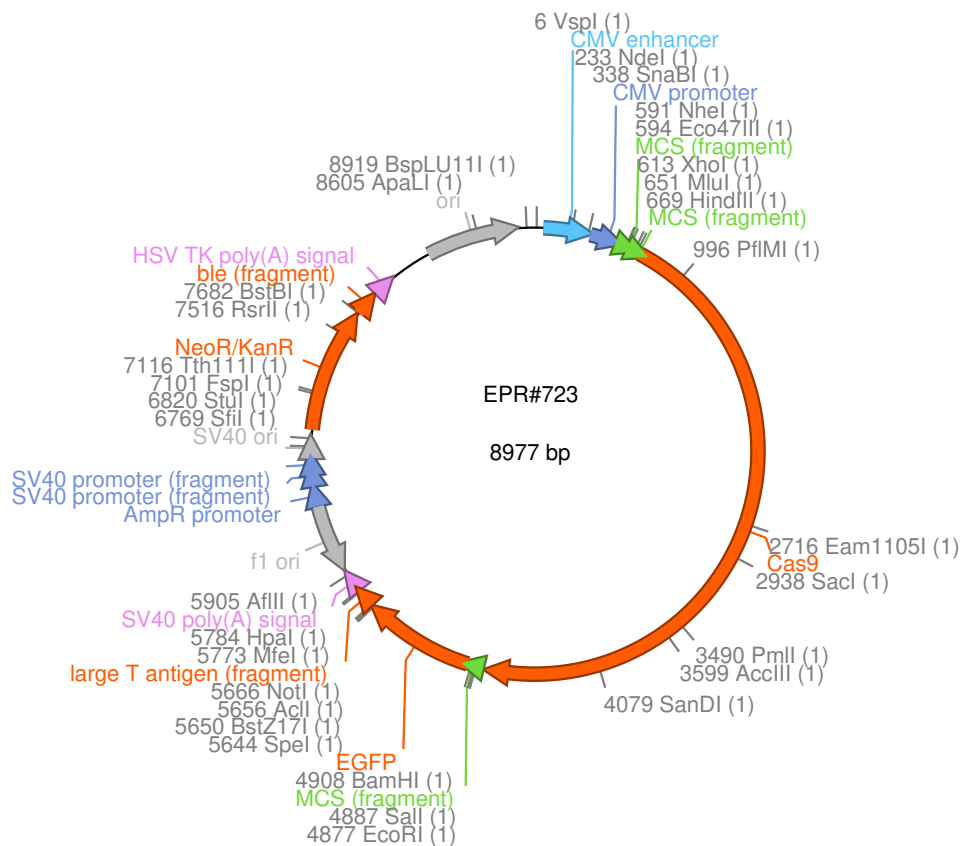 6 VspI (1)
CMV enhancer
233 NdeI (1)
338 SnaBI (1)
CMV promoter
591 NheI (1)
594 Eco47III (1)
MCS (fragment)
613 XhoI (1)
651 MluI (1)
669 HindIII (1)
MCS (fragment)
996 PflMI (1)
8919 BspLU11I (1)
8605 ApaLI (1)
ori
HSV TK poly(A) signal
ble (fragment)
7682 BstBI (1)
7516 RsrII (1)
NeoR/KanR
7116 Tth111I (1)
7101 FspI (1)
6820 StuI (1)
6769 SfiI (1)
SV40 ori
SV40 promoter (fragment)
SV40 promoter (fragment)
AmpR promoter
f1 ori
EPR#723
8977 bp
2716 Eam1105I (1)
Cas9
2938 SacI (1)
3490 PmlI (1)
3599 AccIII (1)
4079 SanDI (1)
5905 AflII (1)
SV40 poly(A) signal
5784 HpaI (1)
5773 MfeI (1)
large T antigen (fragment)
5666 NotI (1)
5656 AclI (1)
5650 BstZ17I (1)
5644 SpeI (1)
EGFP
4908 BamHI (1)
MCS (fragment)
4887 SalI (1)
4877 EcoRI (1)